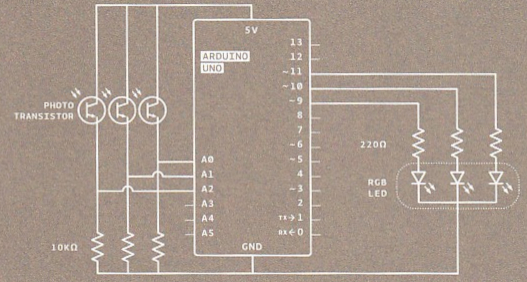 5V
ARDUINO
UNO
13
12
~11
~10
~9
8
7
~6
~5
4
~3
2
TX→1
RX←0
A0
A1
A2
A3
A4
A5
GND
PHOTO
TRANSISTOR
10KΩ
220Ω
RGB
LED